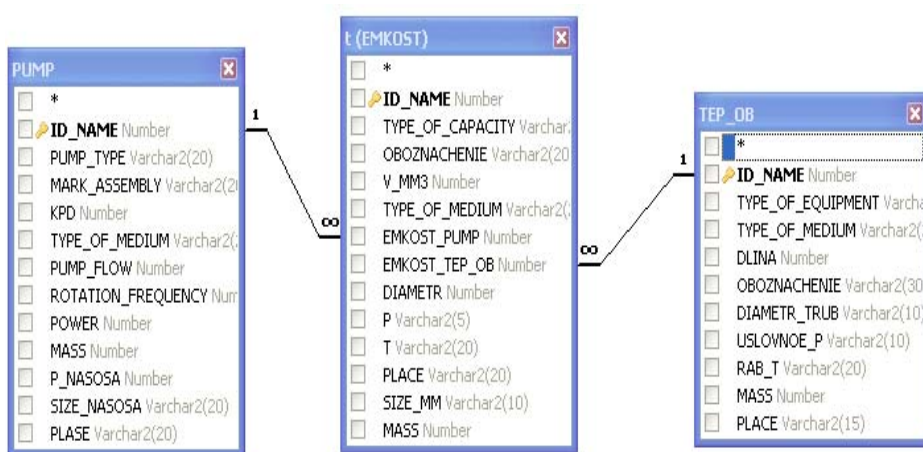 PUMP
*
ID_NAME Number
PUMP_TYPE Varchar2(20)
MARK_ASSEMBLY Varchar2(20
KPD Number
TYPE_OF_MEDIUM Varchar2(
PUMP_FLOW Number
ROTATION_FREQUENCY Num
POWER Number
MASS Number
P_NASOSA Number
SIZE_NASOSA Varchar2(20)
PLASE Varchar2(20)
1
∞
t (EMKOST)
*
ID_NAME Number
TYPE_OF_CAPACITY Varchar
OBOZNACHENIE Varchar2(20
V_MM3 Number
TYPE_OF_MEDIUM Varchar2(
EMKOST_PUMP Number
EMKOST_TEP_OB Number
DIAMETR Number
P Varchar2(5)
T Varchar2(20)
PLACE Varchar2(20)
SIZE_MM Varchar2(10)
MASS Number
∞
1
TEP_OB
*
ID_NAME Number
TYPE_OF_EQUIPMENT Varcha
TYPE_OF_MEDIUM Varchar2(
DLINA Number
OBOZNACHENIE Varchar2(30
DIAMETR_TRUB Varchar2(10)
USLOVNOE_P Varchar2(10)
RAB_T Varchar2(20)
MASS Number
PLACE Varchar2(15)